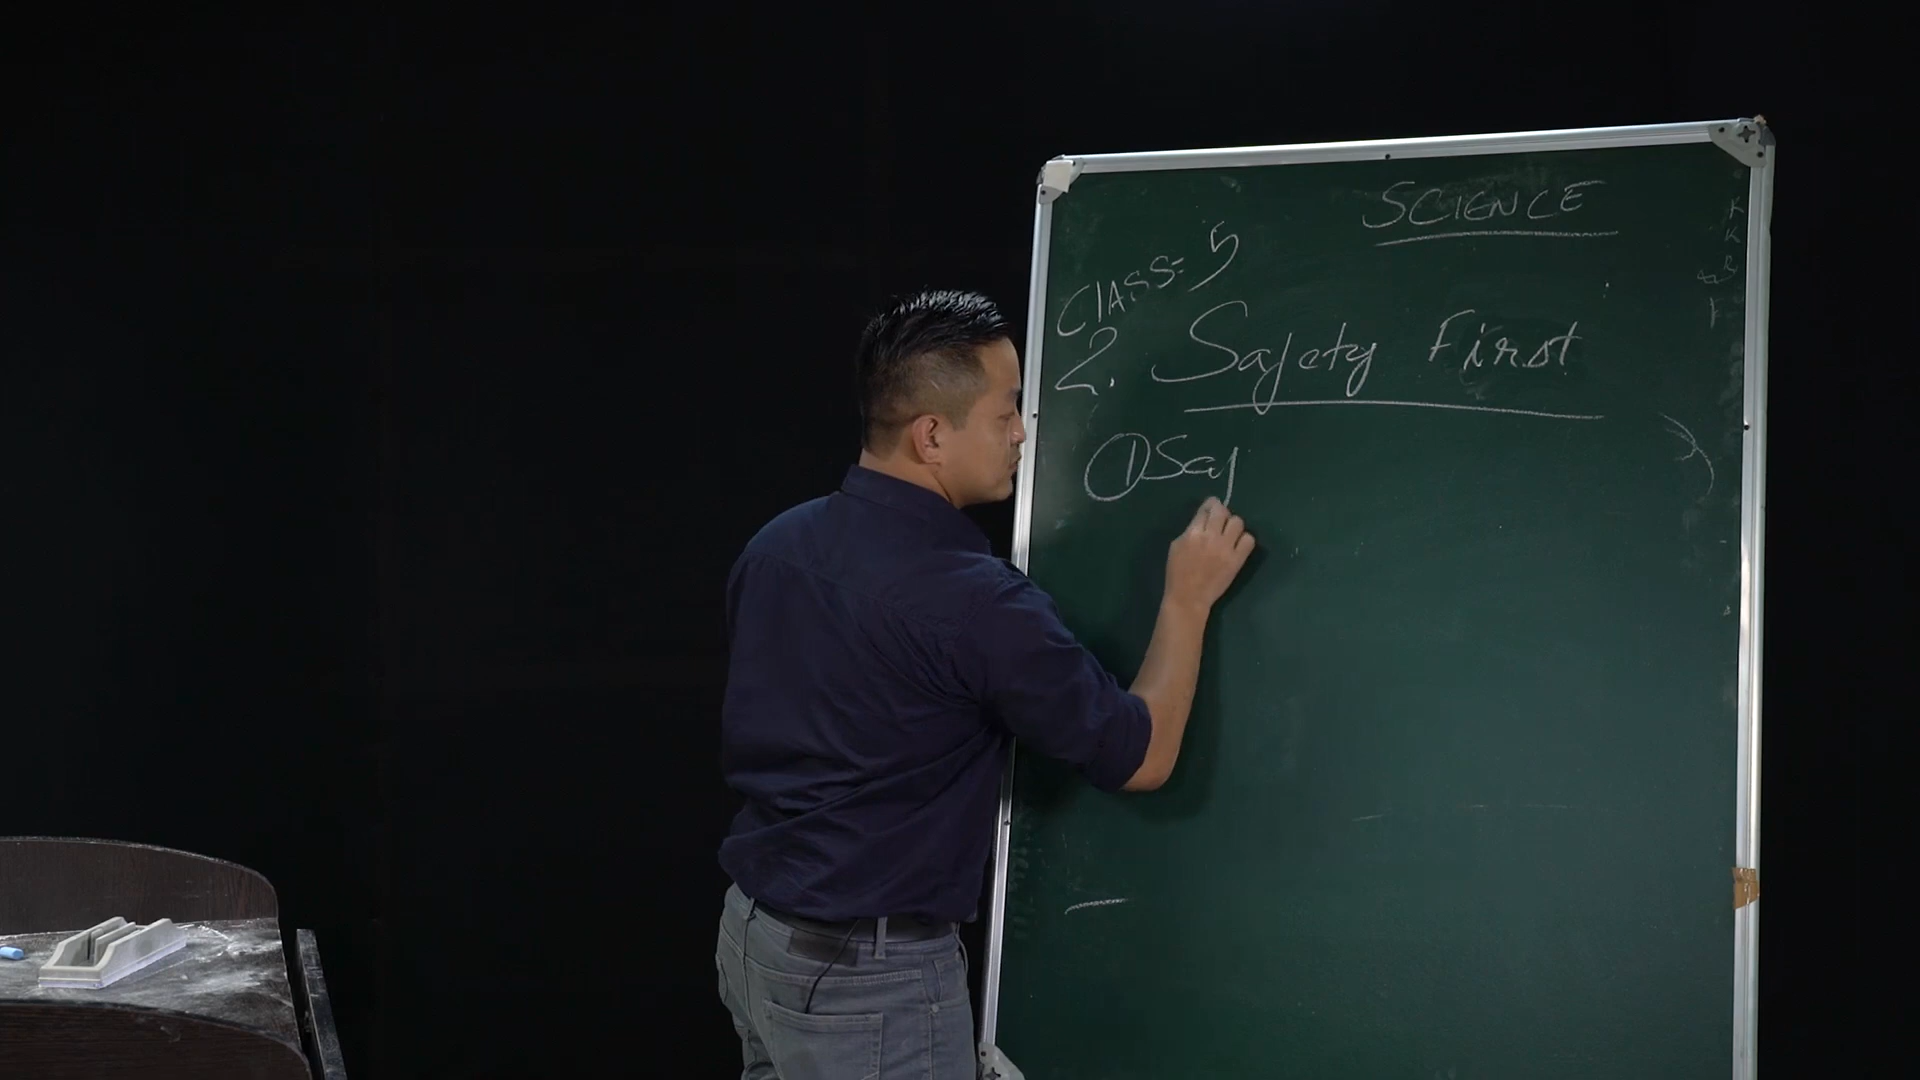 SCIENCE
CLASS= 5
2. Safety First
① Saf